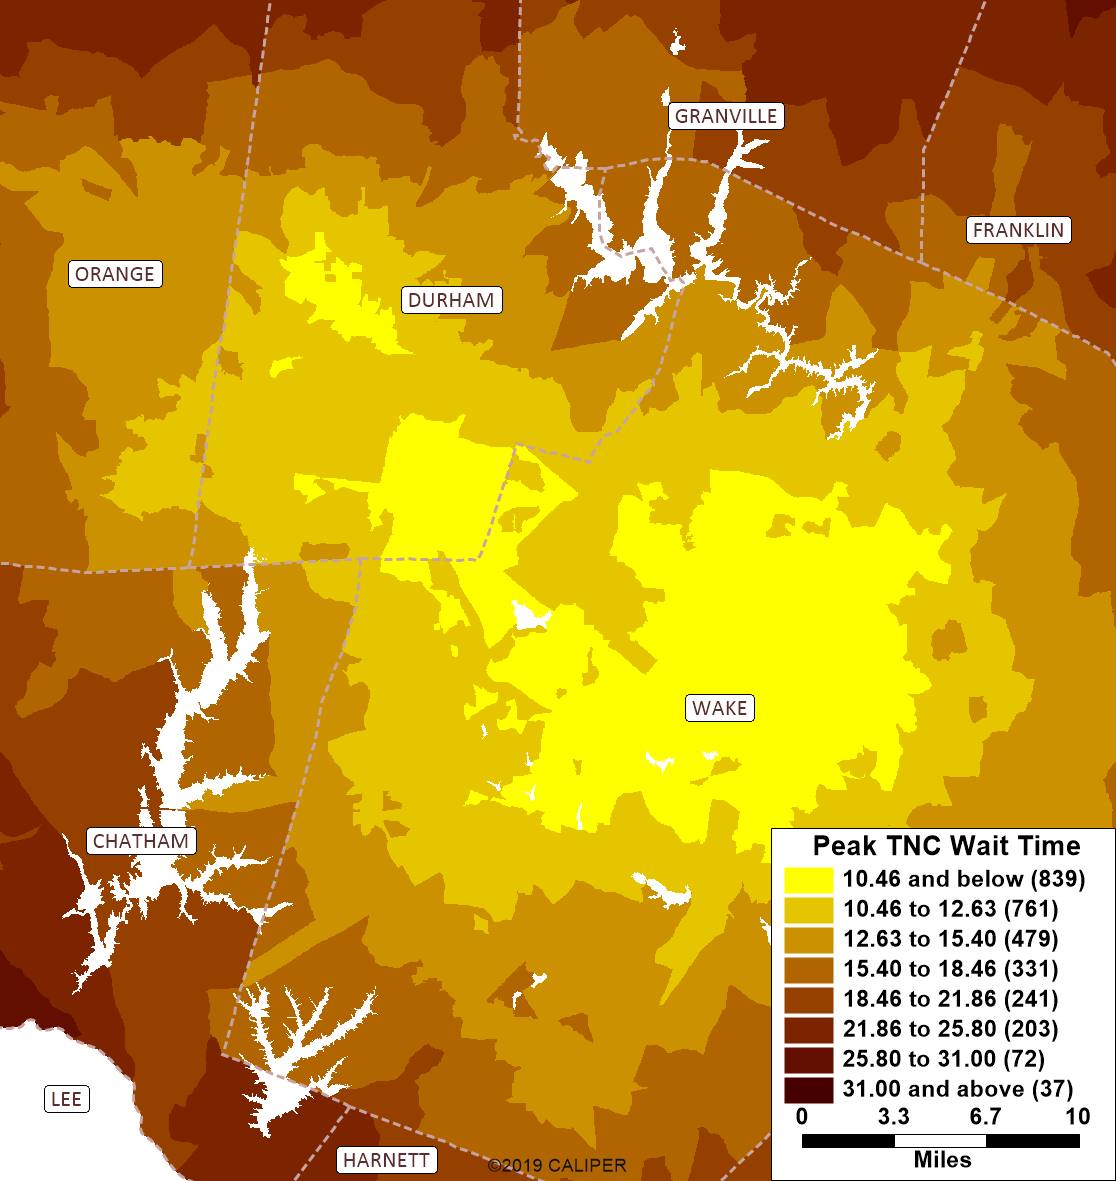 GRANVILLE
FRANKLIN
ORANGE
DURHAM
WAKE
CHATHAM
LEE
HARNETT
©2019 CALIPER
Peak TNC Wait Time
10.46 and below (839)
10.46 to 12.63 (761)
12.63 to 15.40 (479)
15.40 to 18.46 (331)
18.46 to 21.86 (241)
21.86 to 25.80 (203)
25.80 to 31.00 (72)
31.00 and above (37)
0 3.3 6.7 10
Miles